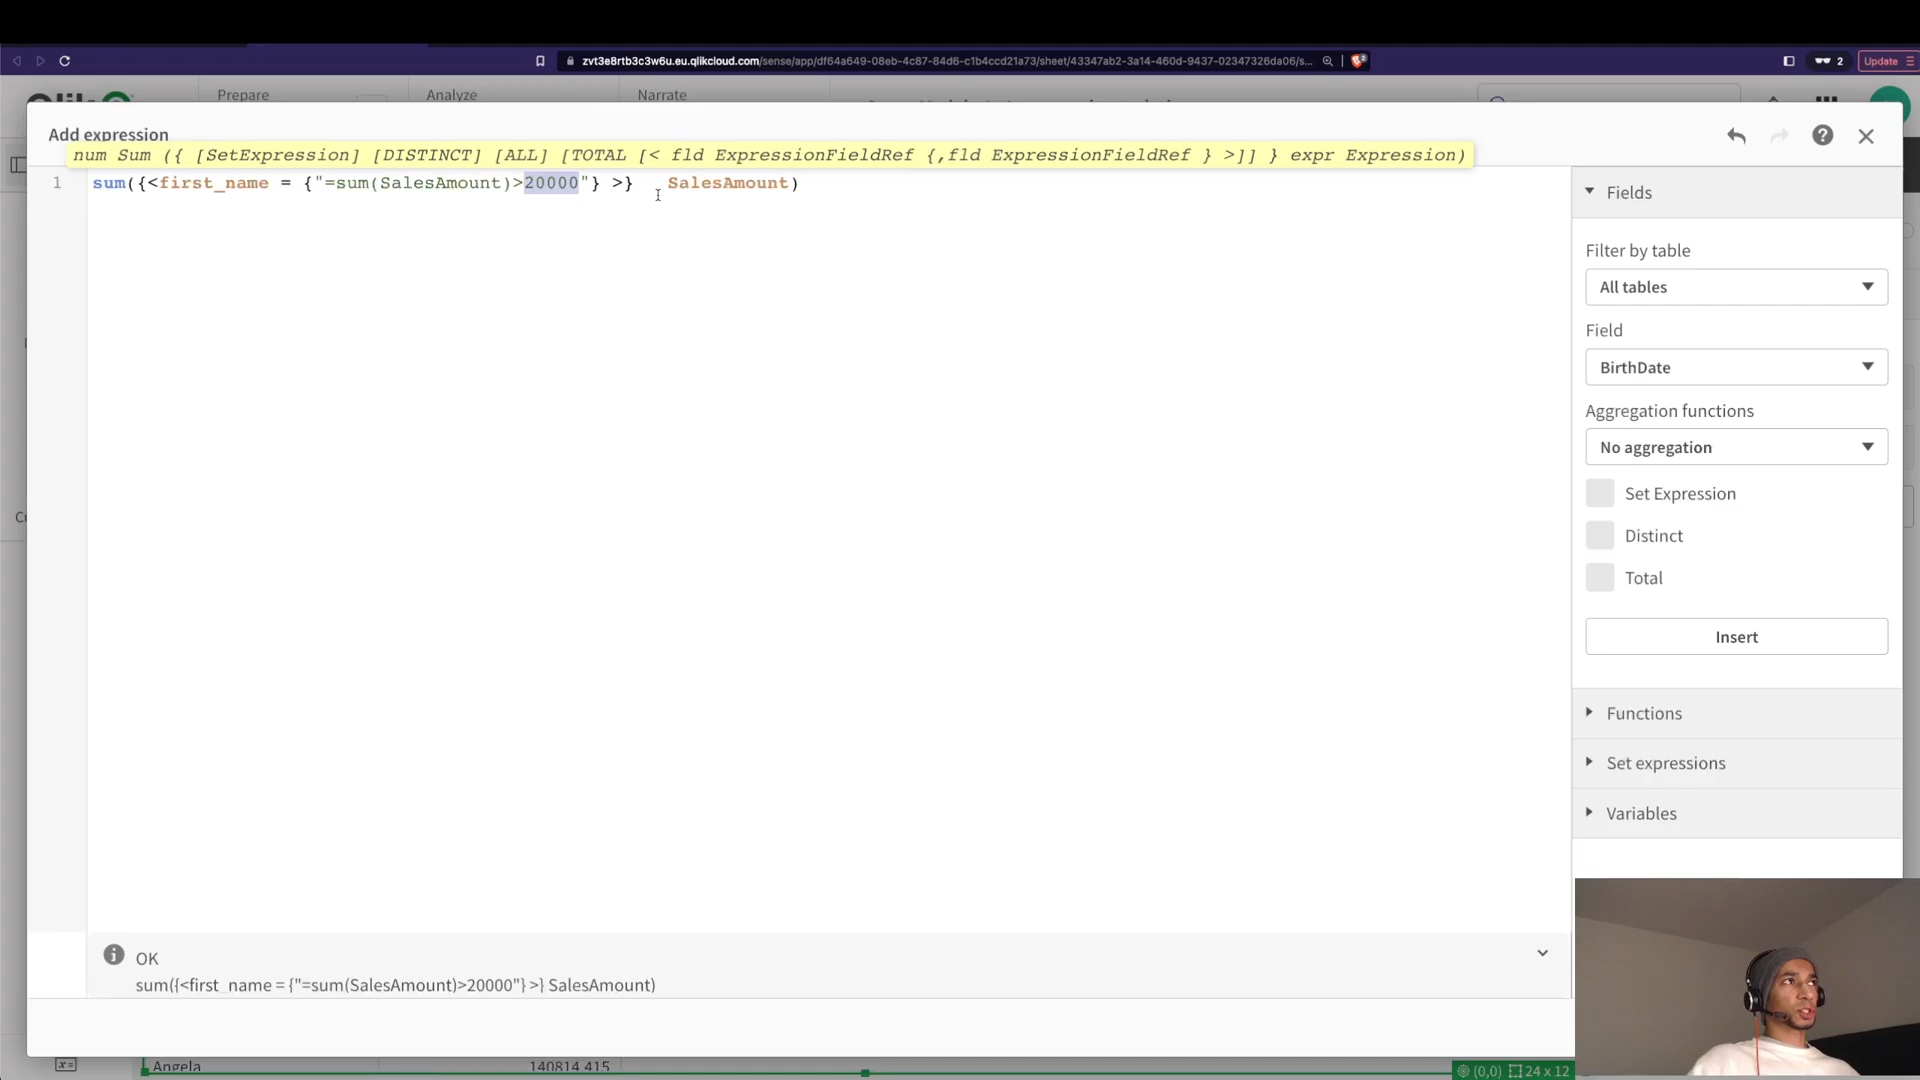 zvt3e8rtb3c3w6u.eu.qlikcloud.com/sense/app/df64a649-08eb-4c87-84d6-c1b4ccd21a73/sheet/43347ab2-3a14-460d-9437-02347326da06/s...
2
Update
Prepare
Analyze
Narrate
Add expression
num Sum ({ [SetExpression] [DISTINCT] [ALL] [TOTAL [< fld ExpressionFieldRef {,fld ExpressionFieldRef } >]] } expr Expression)
1
sum({<first_name = {"=sum(SalesAmount)>20000"} >} SalesAmount)
Fields
Filter by table
All tables
Field
BirthDate
Aggregation functions
No aggregation
Set Expression
Distinct
Total
Insert
Functions
Set expressions
Variables
OK
sum({<first_name = {"=sum(SalesAmount)>20000"} >} SalesAmount)
Angela
140814.415
(0,0)
24 x 12